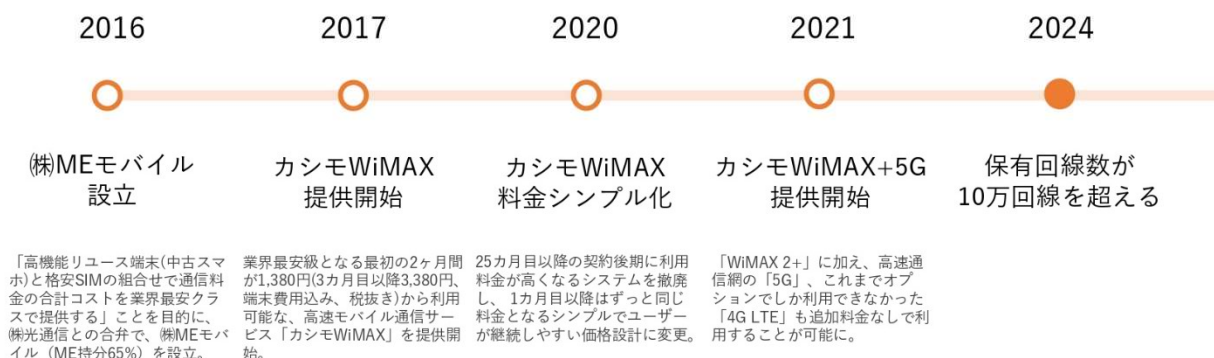 2016
2017
2020
2021
2024
㈱MEモバイル
設立
カシモWiMAX
提供開始
カシモWiMAX
料金シンプル化
カシモWiMAX+5G
提供開始
保有回線数が
10万回線を超える
「高機能リユース端末(中古スマ
ホ)と格安SIMの組合せで通信料
金の合計コストを業界最安クラ
スで提供する」ことを目的に、
㈱光通信との合弁で、㈱MEモバ
イル（ME持分65%）を設立。
業界最安級となる最初の2ヶ月間
が1,380円(3カ月目以降3,380円、
端末費用込み、税抜き)から利用
可能な、高速モバイル通信サー
ビス「カシモWiMAX」を提供開
始。
25カ月目以降の契約後期に利用
料金が高くなるシステムを撤廃
し、 1カ月目以降はずっと同じ
料金となるシンプルでユーザー
が継続しやすい価格設計に変更。
「WiMAX 2+」に加え、高速通
信網の「5G」、これまでオプ
ションでしか利用できなかった
「4G LTE」も追加料金なしで利
用することが可能に。